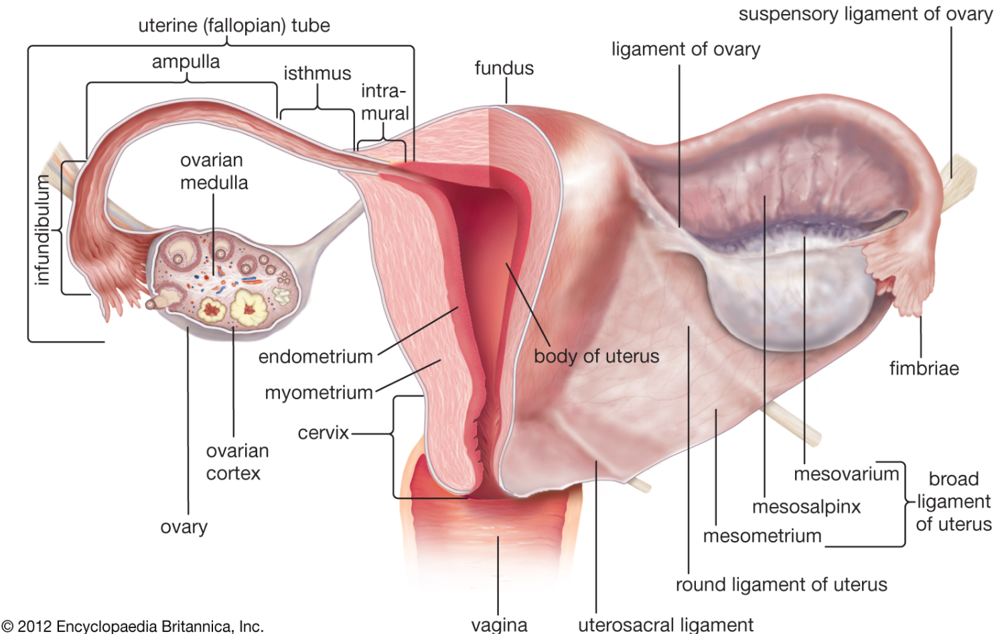 suspensory ligament of ovary
uterine (fallopian) tube
ligament of ovary
ampulla
fundus
isthmus
intra-
mural
ovarian
medulla
infundibulum
endometrium
body of uterus
fimbriae
myometrium
cervix
ovarian
cortex
mesovarium
broad
ligament
of uterus
mesosalpinx
ovary
mesometrium
round ligament of uterus
vagina
uterosacral ligament
© 2012 Encyclopaedia Britannica, Inc.